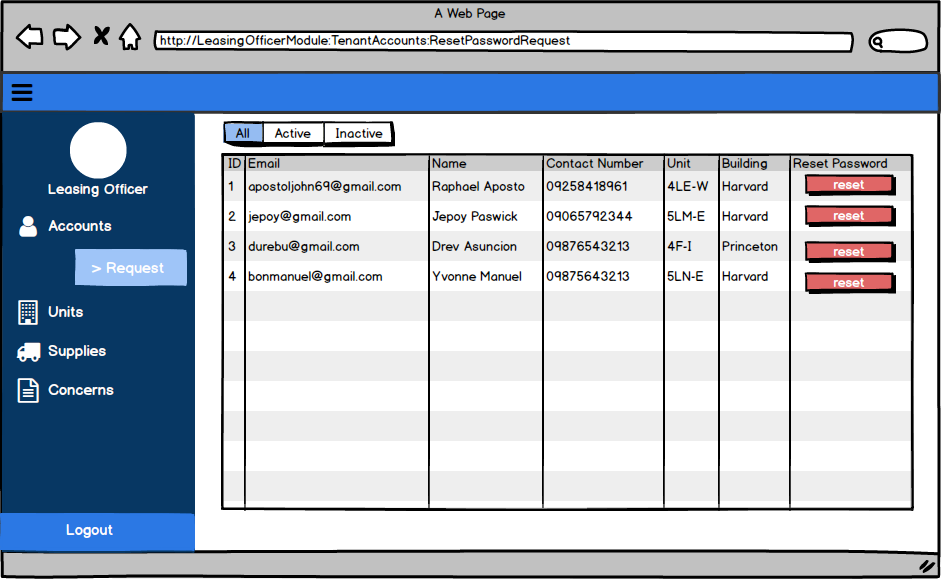 A Web Page
http://LeasingOfficerModule:TenantAccounts:ResetPasswordRequest
Leasing Officer
Accounts
> Request
Units
Supplies
Concerns
Logout
All Active Inactive
ID Email Name Contact Number Unit Building Reset Password
1 apostoljohn69@gmail.com Raphael Aposto 09258418961 4LE-W Harvard reset
2 jepoy@gmail.com Jepoy Paswick 09065792344 5LM-E Harvard reset
3 durebu@gmail.com Drev Asuncion 09876543213 4F-I Princeton reset
4 bonmanuel@gmail.com Yvonne Manuel 09875643213 5LN-E Harvard reset